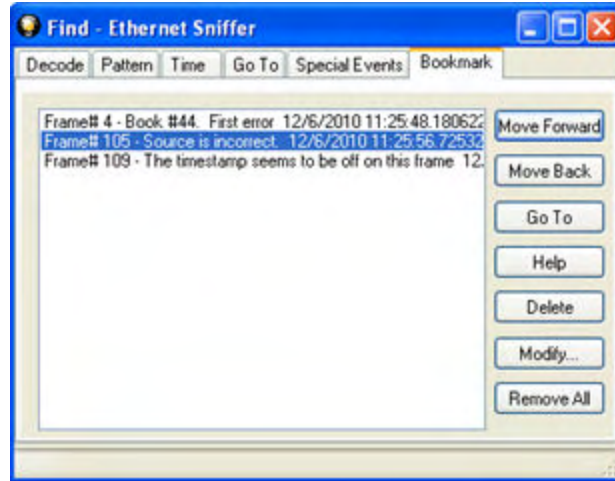 Find - Ethernet Sniffer
Decode Pattern Time Go To Special Events Bookmark
Frame# 4 - Book #44. First error 12/6/2010 11:25:48.180622
Frame# 105 - Source is incorrect. 12/6/2010 11:25:56.72532
Frame# 109 - The timestamp seems to be off on this frame 12.
Move Forward
Move Back
Go To
Help
Delete
Modify...
Remove All